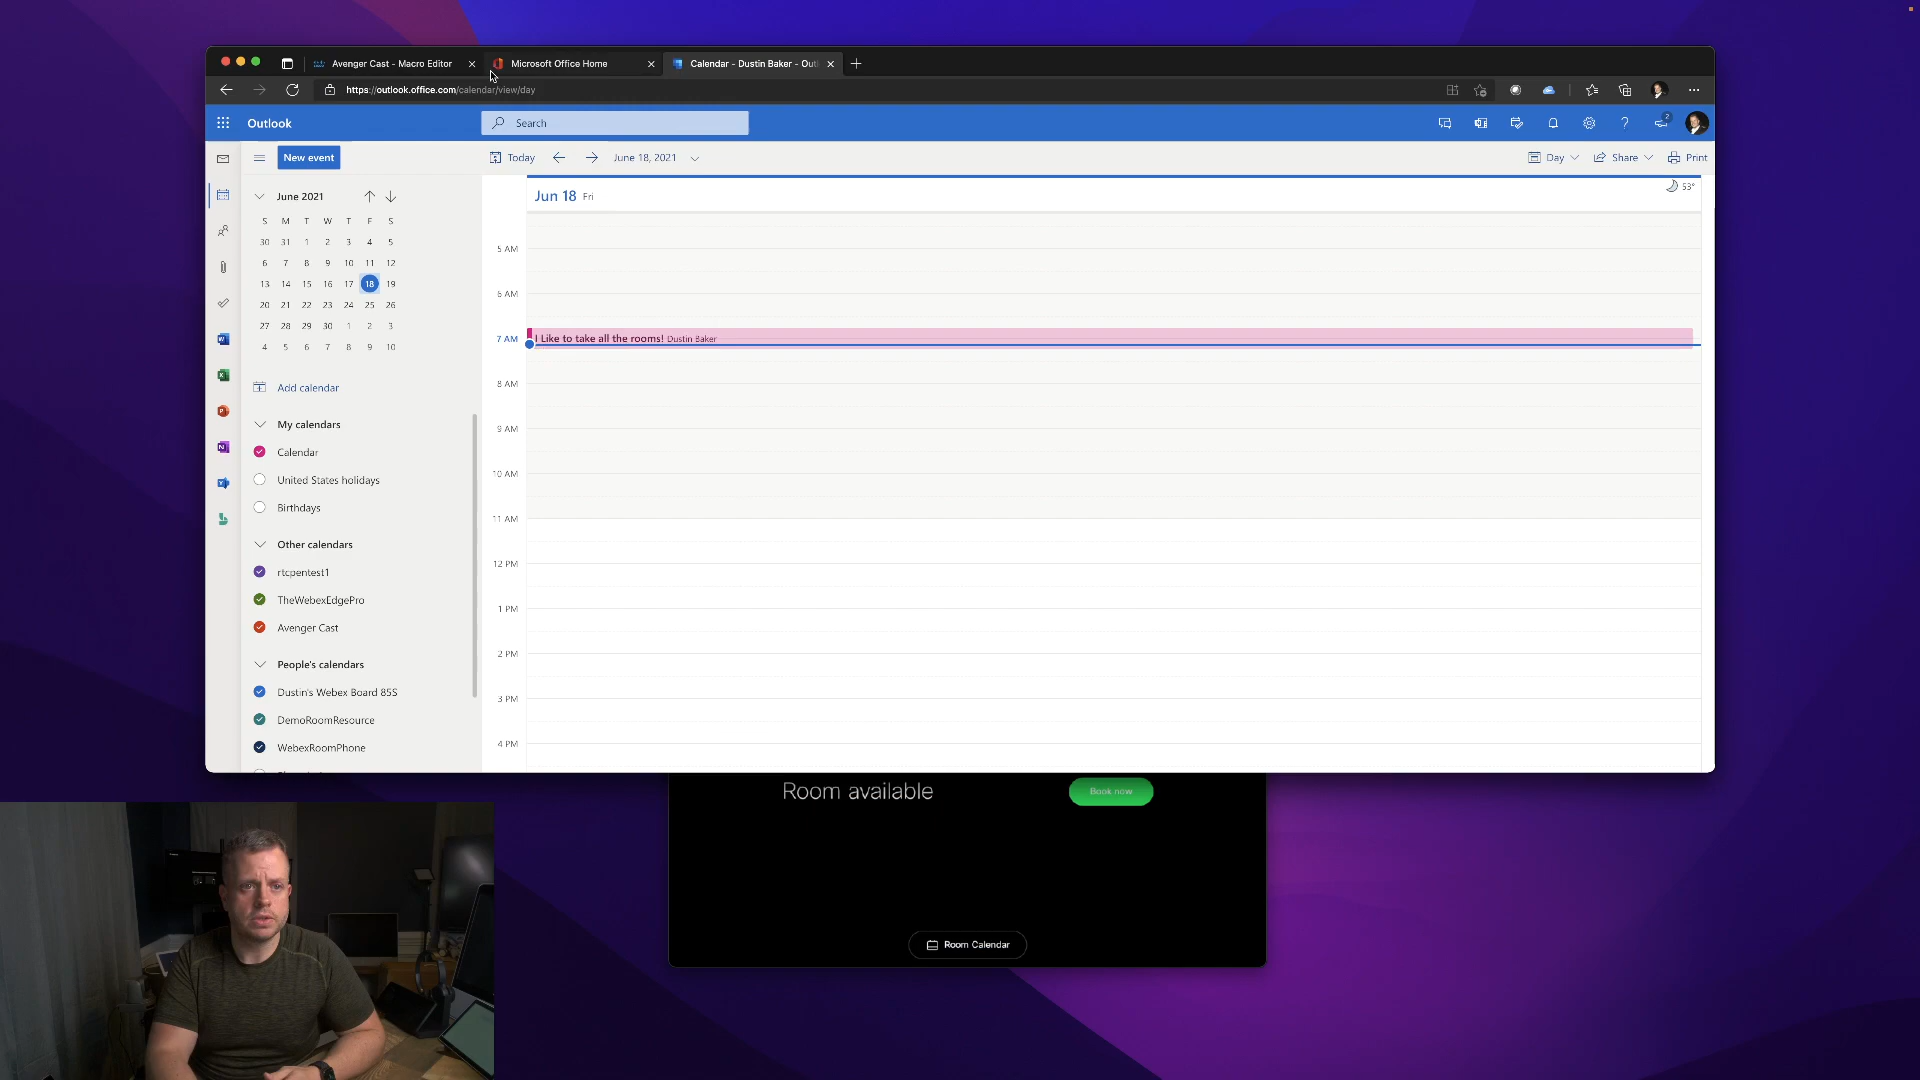 Avenger Cast - Macro Editor
Microsoft Office Home
Calendar - Dustin Baker - Out
https://outlook.office.com/calendar/view/day
Outlook
Search
2
New event
Today
June 18, 2021
Day
Share
Print
June 2021
S M T W T F S
30 31 1 2 3 4 5
6 7 8 9 10 11 12
13 14 15 16 17 18 19
20 21 22 23 24 25 26
27 28 29 30 1 2 3
4 5 6 7 8 9 10
Add calendar
My calendars
Calendar
United States holidays
Birthdays
Other calendars
rtcpentest1
TheWebexEdgePro
Avenger Cast
People's calendars
Dustin's Webex Board 85S
DemoRoomResource
WebexRoomPhone
Jun 18 Fri
53°
5 AM
6 AM
7 AM
I Like to take all the rooms! Dustin Baker
8 AM
9 AM
10 AM
11 AM
12 PM
1 PM
2 PM
3 PM
4 PM
Room available
Book now
Room Calendar